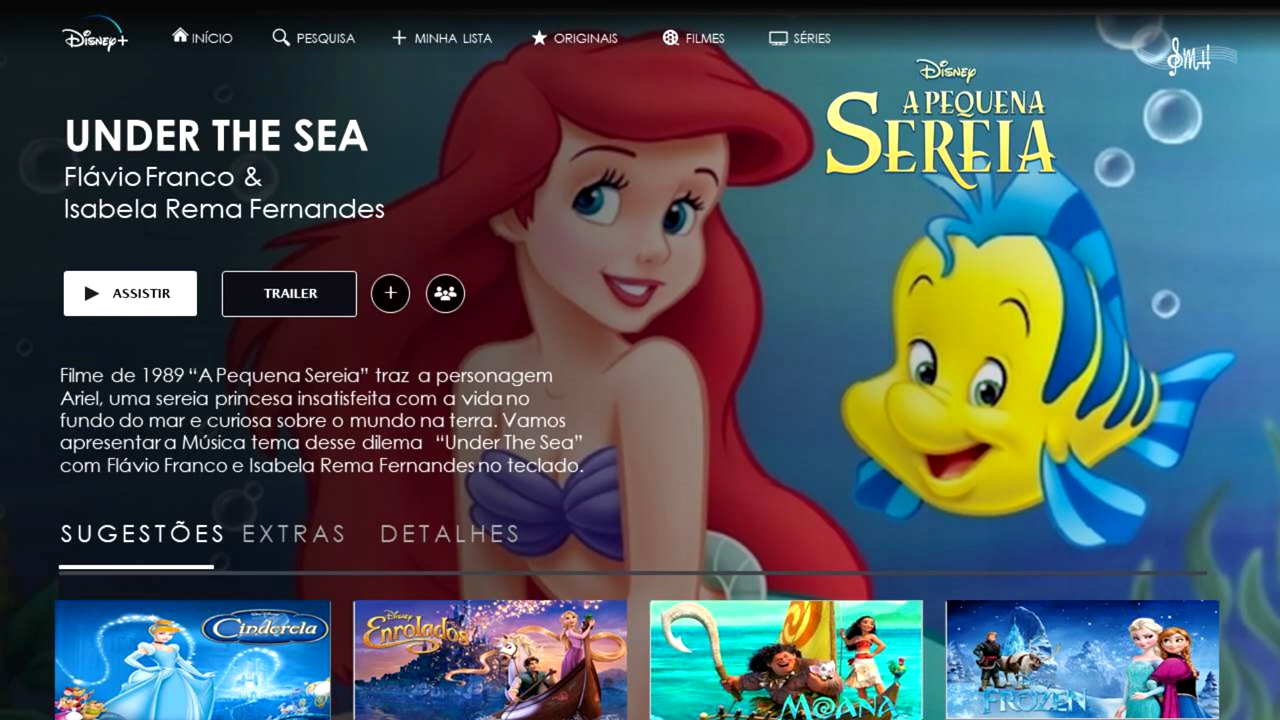 Disney+ INÍCIO PESQUISA MINHA LISTA ORIGINAIS FILMES SÉRIES
MH
Disney
A PEQUENA
SEREIA
UNDER THE SEA
Flávio Franco &
Isabela Rema Fernandes
ASSISTIR TRAILER
Filme de 1989 “A Pequena Sereia” traz a personagem
Ariel, uma sereia princesa insatisfeita com a vida no
fundo do mar e curiosa sobre o mundo na terra. Vamos
apresentar a Música tema desse dilema “Under The Sea”
com Flávio Franco e Isabela Rema Fernandes no teclado.
SUGESTÕES EXTRAS DETALHES
Walt Disney
Cinderela
Disney
Enrolados
MOANA
FROZEN